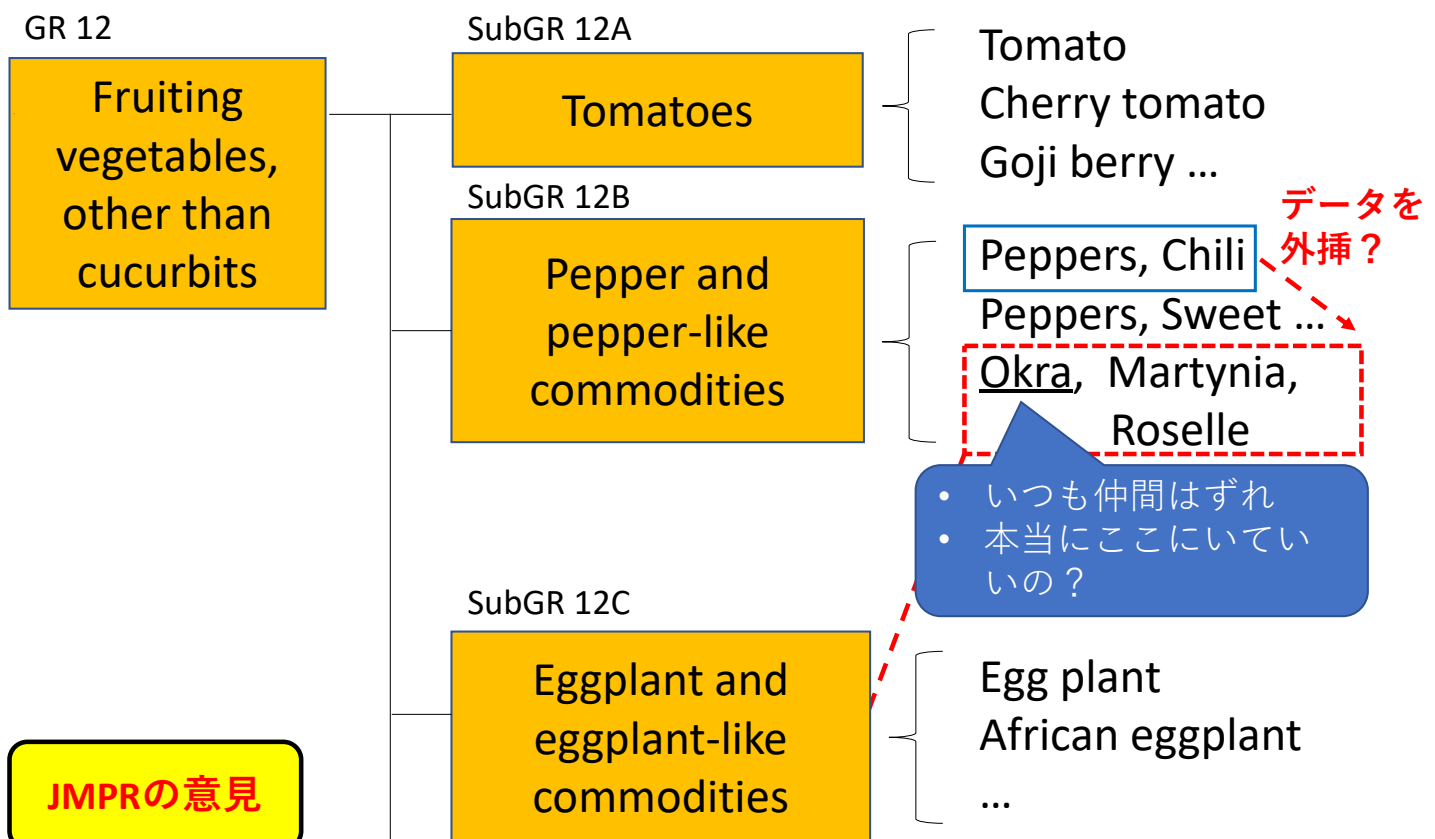 GR 12
Fruiting
vegetables,
other than
cucurbits
SubGR 12A
Tomatoes
Tomato
Cherry tomato
Goji berry …
SubGR 12B
Pepper and
pepper-like
commodities
Peppers, Chili
Peppers, Sweet …
Okra, Martynia,
Roselle
データを
外挿？
• いつも仲間はずれ
• 本当にここにいてい
いの？
SubGR 12C
Eggplant and
eggplant-like
commodities
Egg plant
African eggplant
…
JMPRの意見